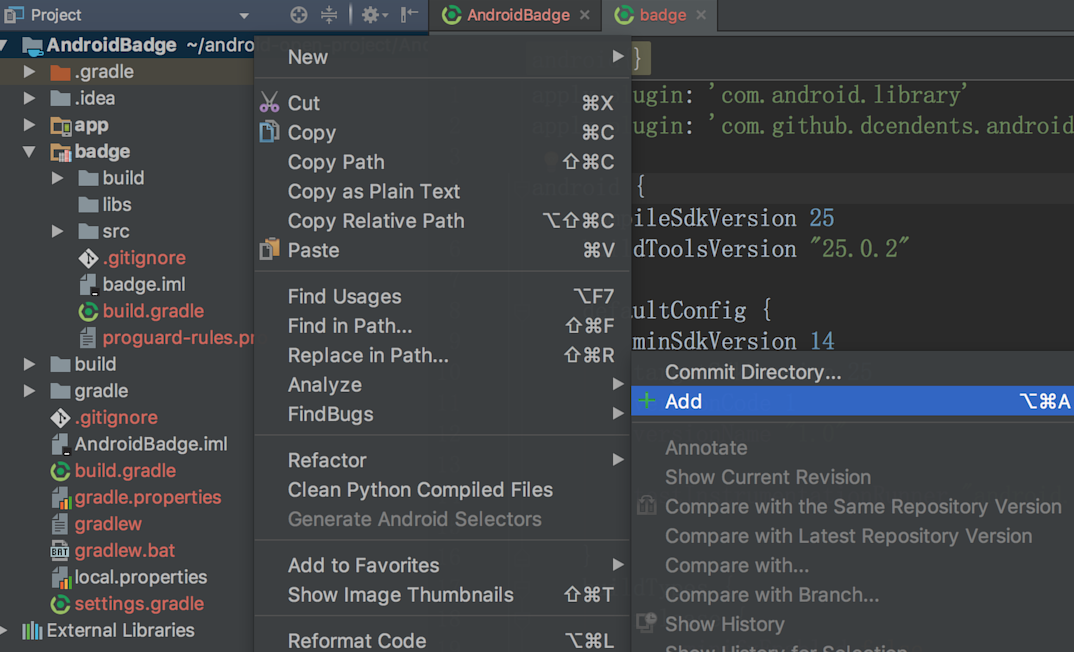 Project
AndroidBadge
badge
AndroidBadge ~/andro
.gradle
.idea
app
badge
build
libs
src
.gitignore
badge.iml
build.gradle
proguard-rules.pr
build
gradle
.gitignore
AndroidBadge.iml
build.gradle
gradle.properties
gradlew
gradlew.bat
local.properties
settings.gradle
External Libraries
New
Cut ⌘X
Copy ⌘C
Copy Path ⇧⌘C
Copy as Plain Text
Copy Relative Path ⌥⇧⌘C
Paste ⌘V
Find Usages ⌥F7
Find in Path... ⇧⌘F
Replace in Path... ⇧⌘R
Analyze
FindBugs
Refactor
Clean Python Compiled Files
Generate Android Selectors
Add to Favorites
Show Image Thumbnails ⇧⌘T
Reformat Code ⌥⌘L
}
ugin: 'com.android.library'
ugin: 'com.github.dcendents.android
android {
pileSdkVersion 25
dToolsVersion "25.0.2"
ultConfig {
minSdkVersion 14
Commit Directory...
Add ⌥⌘A
Annotate
Show Current Revision
Compare with the Same Repository Version
Compare with Latest Repository Version
Compare with...
Compare with Branch...
Show History
Show History for Selection